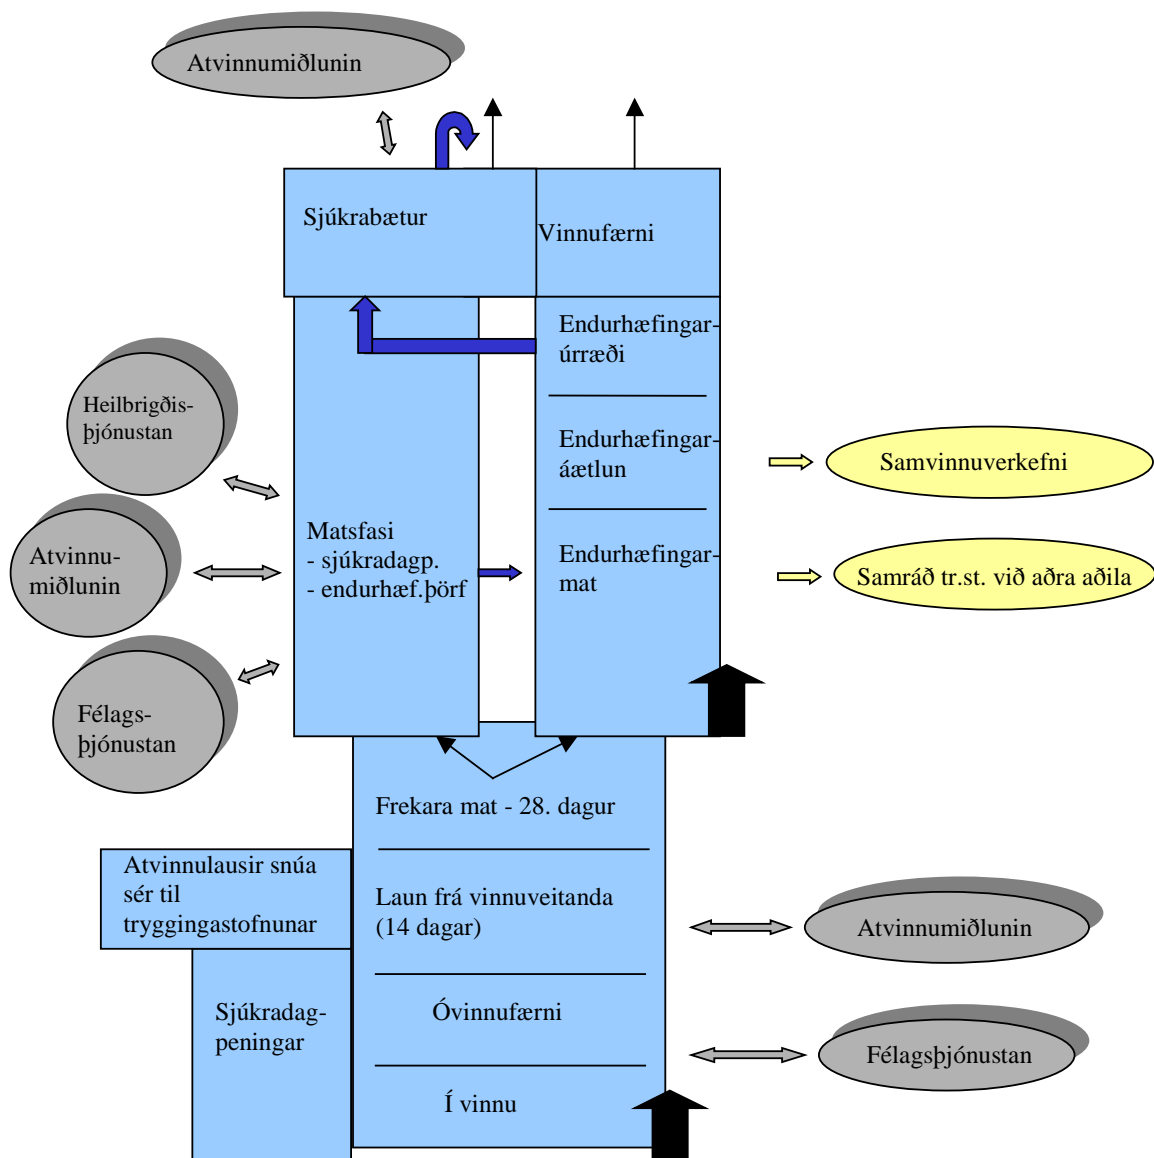 Atvinnumiðlunin
Sjúkrabætur
Vinnufærni
Endurhæfingar-
úrræði
Heilbrigðis-
þjónustan
Endurhæfingar-
áætlun
Samvinnuverkefni
Matsfasi
- sjúkradagp.
- endurhæf.þörf
Atvinnu-
miðlunin
Endurhæfingar-
mat
Samráð tr.st. við aðra aðila
Félags-
þjónustan
Frekara mat - 28. dagur
Atvinnulausir snúa
sér til
tryggingastofnunar
Laun frá vinnuveitanda
(14 dagar)
Atvinnumiðlunin
Sjúkradag-
peningar
Óvinnufærni
Félagsþjónustan
Í vinnu